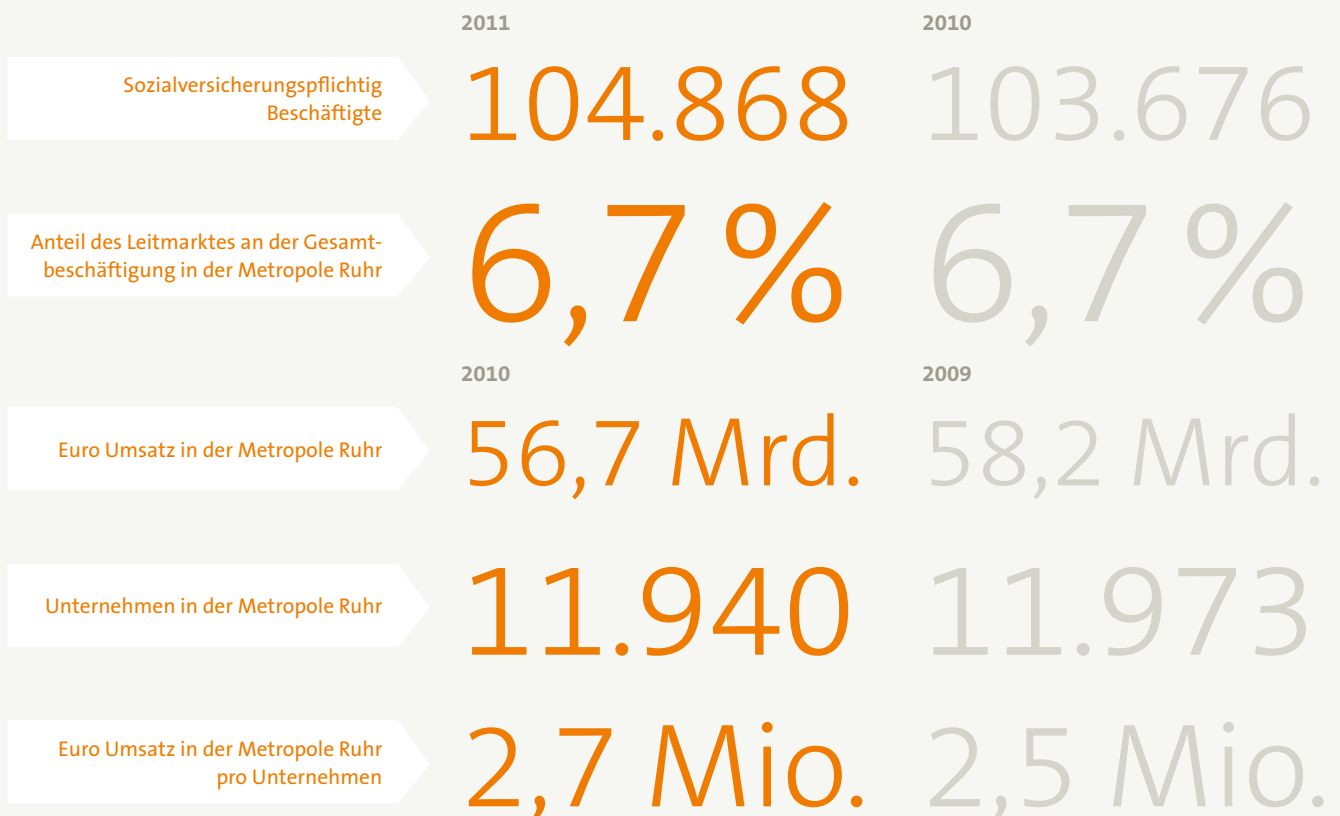 2011 2010
Sozialversicherungspflichtig
Beschäftigte
104.868 103.676
Anteil des Leitmarktes an der Gesamt-
beschäftigung in der Metropole Ruhr
6,7 % 6,7 %
2010 2009
Euro Umsatz in der Metropole Ruhr
56,7 Mrd. 58,2 Mrd.
Unternehmen in der Metropole Ruhr
11.940 11.973
Euro Umsatz in der Metropole Ruhr
pro Unternehmen
2,7 Mio. 2,5 Mio.